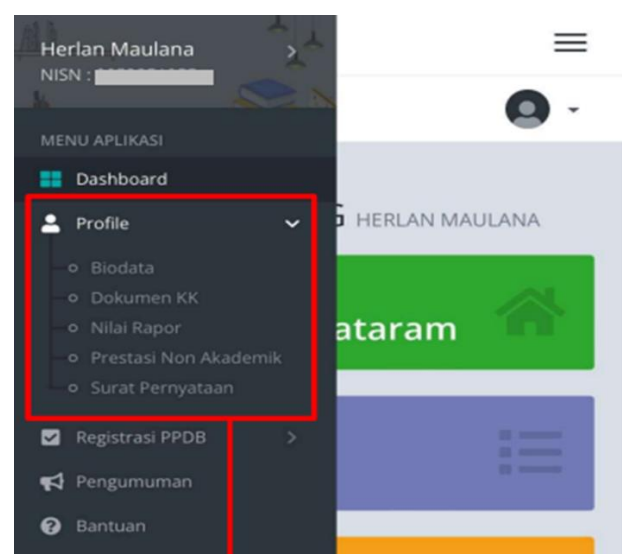 Herlan Maulana
NISN :
MENU APLIKASI
Dashboard
Profile
Biodata
Dokumen KK
Nilai Rapor
Prestasi Non Akademik
Surat Pernyataan
Registrasi PPDB
Pengumuman
Bantuan
G HERLAN MAULANA
ataram